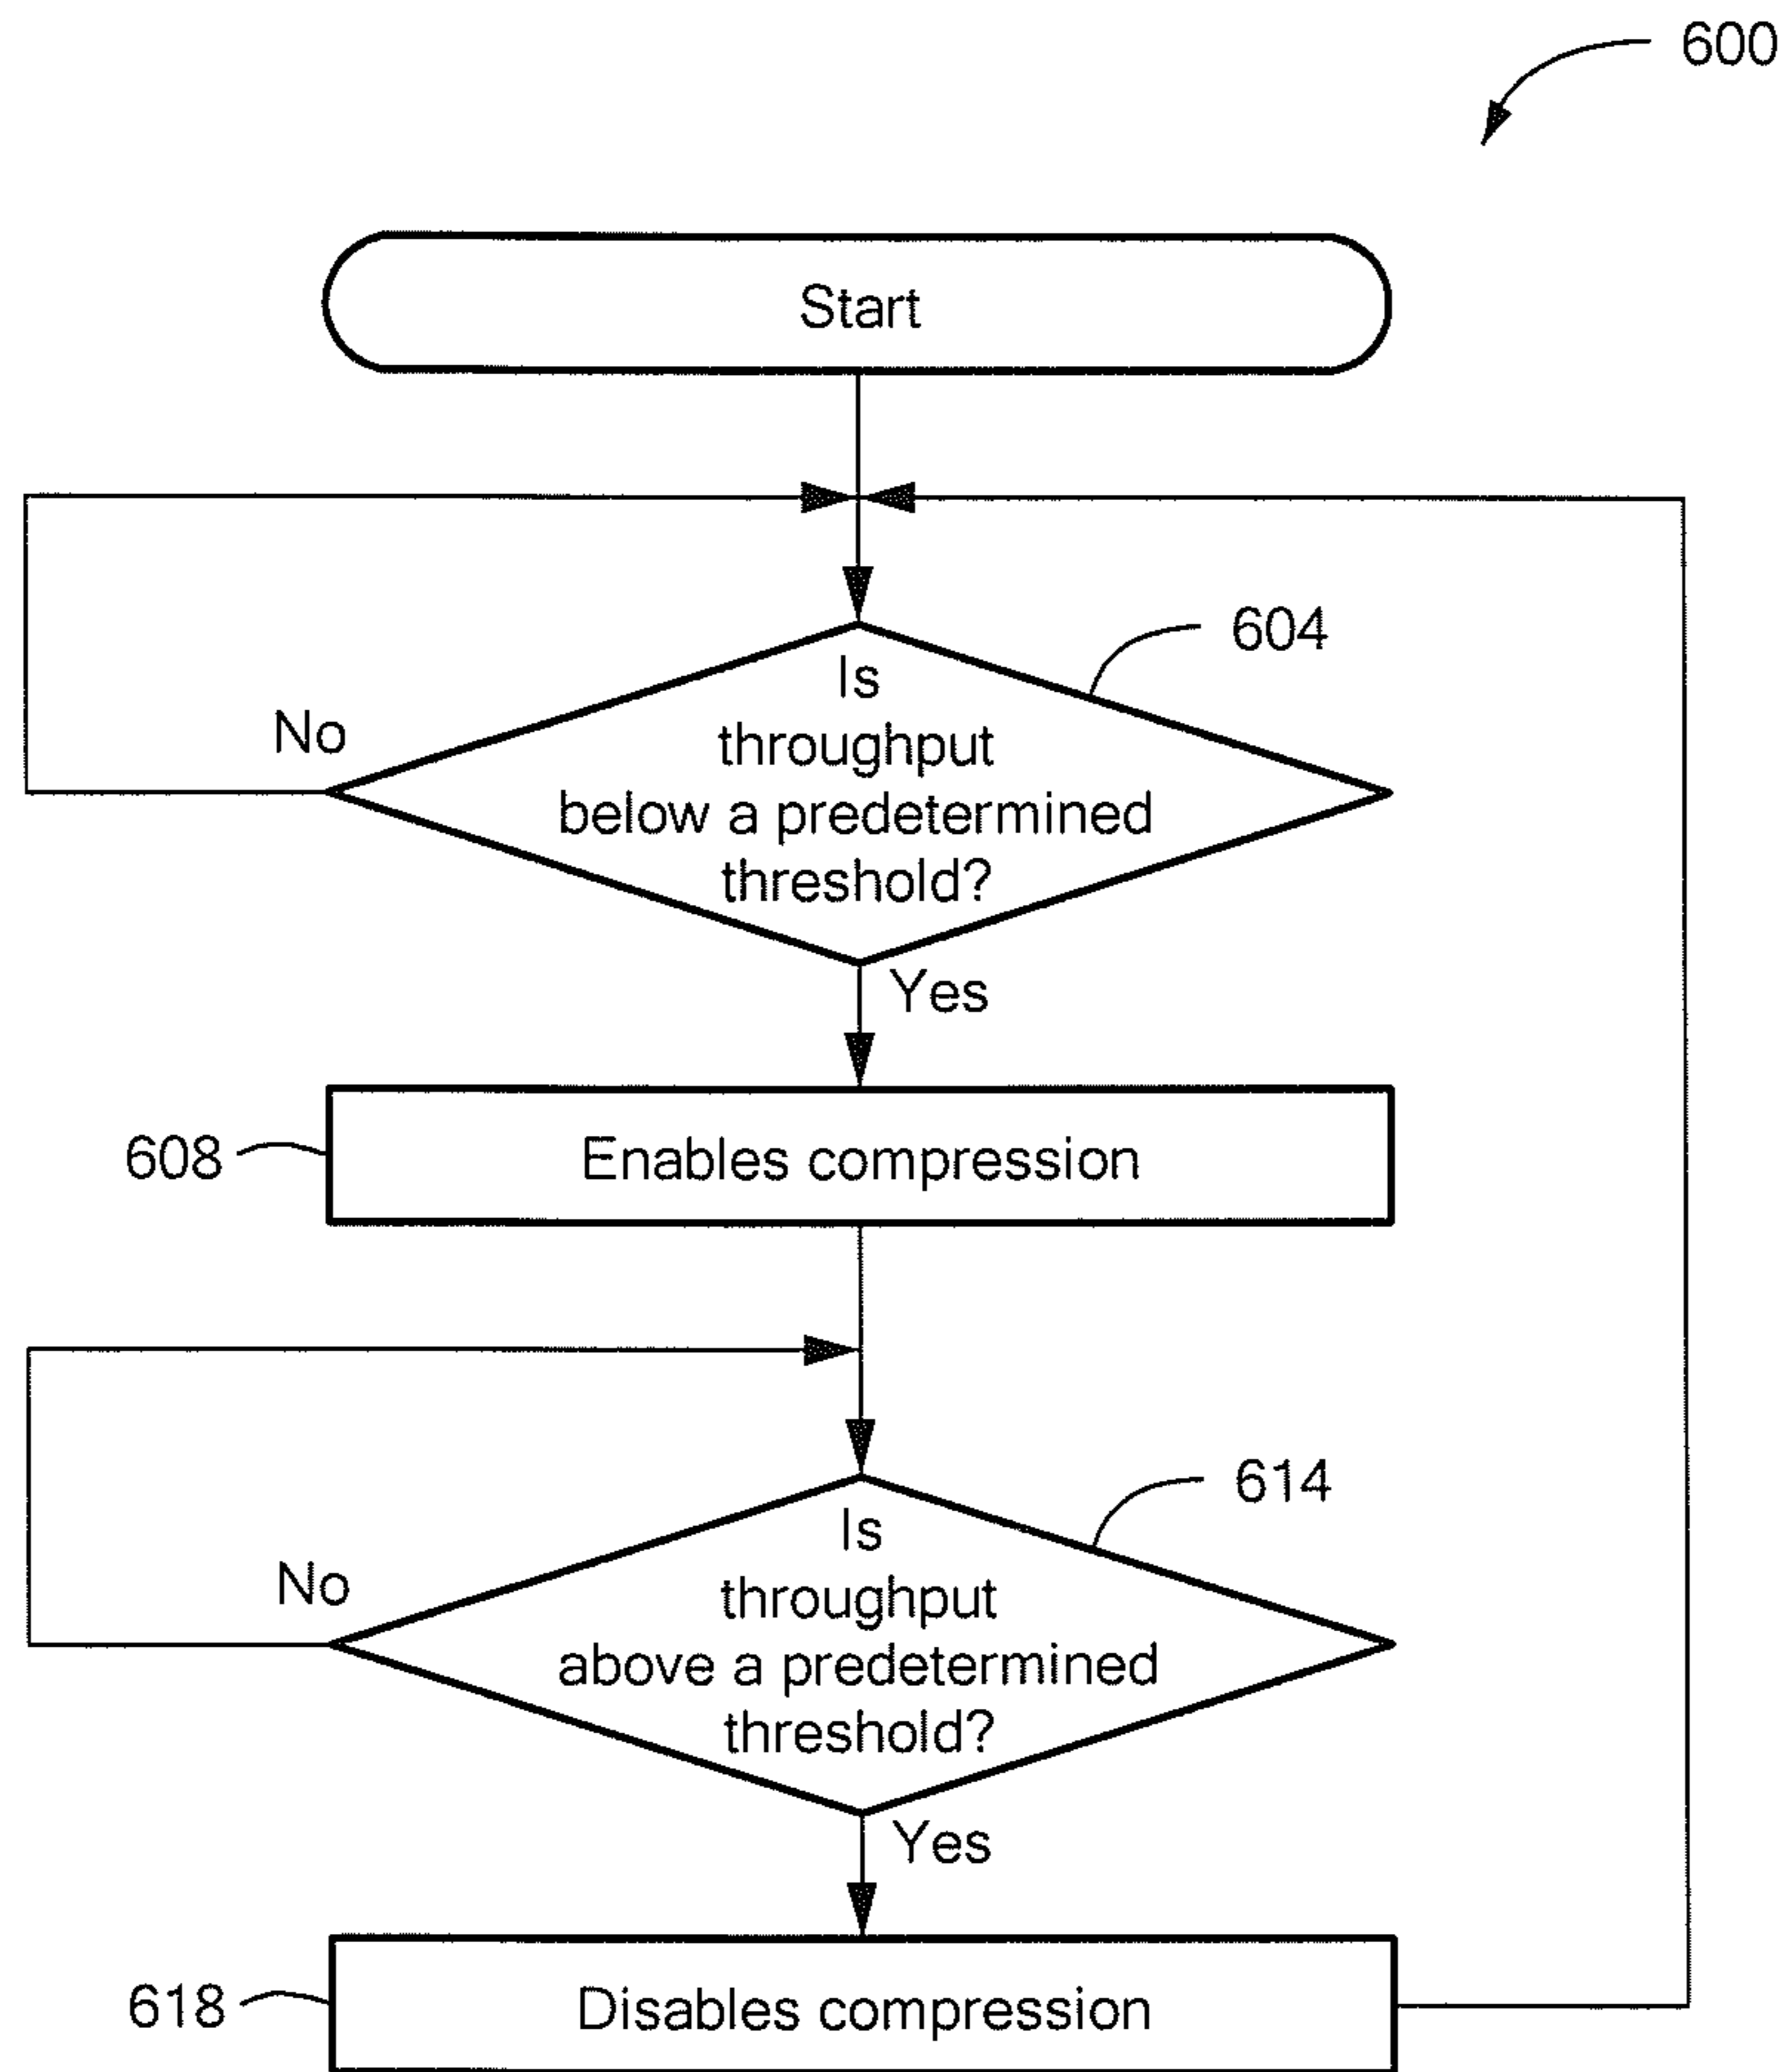 600
Start
604
Is
throughput
below a predetermined
threshold?
No
Yes
608
Enables compression
614
Is
throughput
above a predetermined
threshold?
No
Yes
618
Disables compression